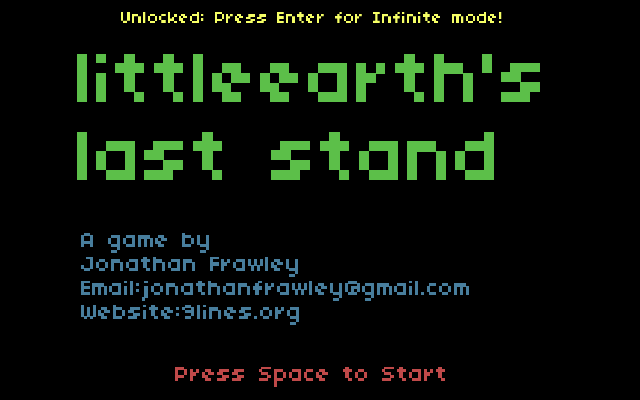 Unlocked: Press Enter for Infinite mode!
littleearth's
last stand
A game by
Jonathan Frawley
Email:jonathanfrawley@gmail.com
Website:9lines.org
Press Space to Start